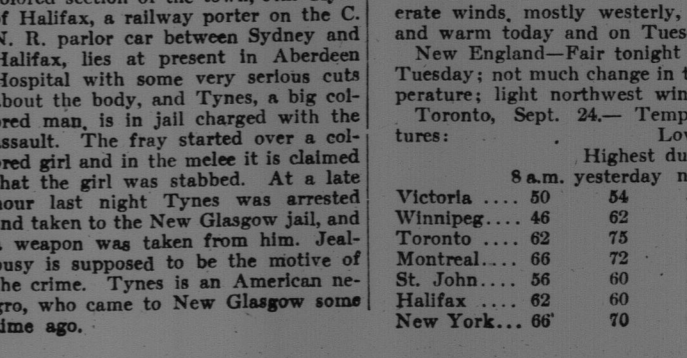 of Halifax, a railway porter on the C.
N. R. parlor car between Sydney and
Halifax, lies at present in Aberdeen
Hospital with some very serious cuts
about the body, and Tynes, a big col-
ored man, is in jail charged with the
assault. The fray started over a col-
ored girl and in the melee it is claimed
that the girl was stabbed. At a late
hour last night Tynes was arrested
and taken to the New Glasgow jail, and
a weapon was taken from him. Jeal-
ousy is supposed to be the motive of
the crime. Tynes is an American ne-
gro, who came to New Glasgow some
time ago.
erate winds, mostly westerly,
and warm today and on Tues
New England—Fair tonight
Tuesday; not much change in t
perature; light northwest win
Toronto, Sept. 24.— Temp
tures:
Lo
Highest du
8 a.m. yesterday n
Victoria .... 50 54
Winnipeg.... 46 62
Toronto .... 62 75
Montreal.... 66 72
St. John.... 56 60
Halifax .... 62 60
New York... 66 70